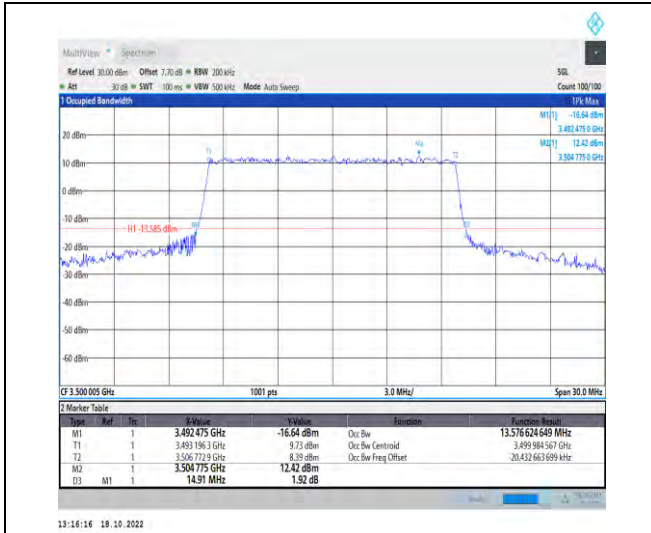 MultiView Spectrum
Ref Level 30.00 dBm Offset 7.70 dB RBW 200 kHz SGL
Att 30 dB SWT 100 ms VBW 500 kHz Mode Auto Sweep Count 100/100
1 Occupied Bandwidth 1Pk Max
M1[1] -16.64 dBm
3.492 475 0 GHz
M2[1] 12.42 dBm
3.504 775 0 GHz
20 dBm
T1 M2 T2
10 dBm
0 dBm
-10 dBm
H1 -13.585 dBm M1 D3
-20 dBm
-30 dBm
-40 dBm
-50 dBm
-60 dBm
CF 3.500 005 GHz 1001 pts 3.0 MHz/ Span 30.0 MHz
2 Marker Table
Type Ref Trc X-Value Y-Value Function Function Result
M1 1 3.492 475 GHz -16.64 dBm Occ Bw 13.576 624 649 MHz
T1 1 3.493 196 3 GHz 9.73 dBm Occ Bw Centroid 3.499 984 567 GHz
T2 1 3.506 772 9 GHz 8.39 dBm Occ Bw Freq Offset -20.432 663 699 kHz
M2 1 3.504 775 GHz 12.42 dBm
D3 M1 1 14.91 MHz 1.92 dB
13:16:16 18.10.2022